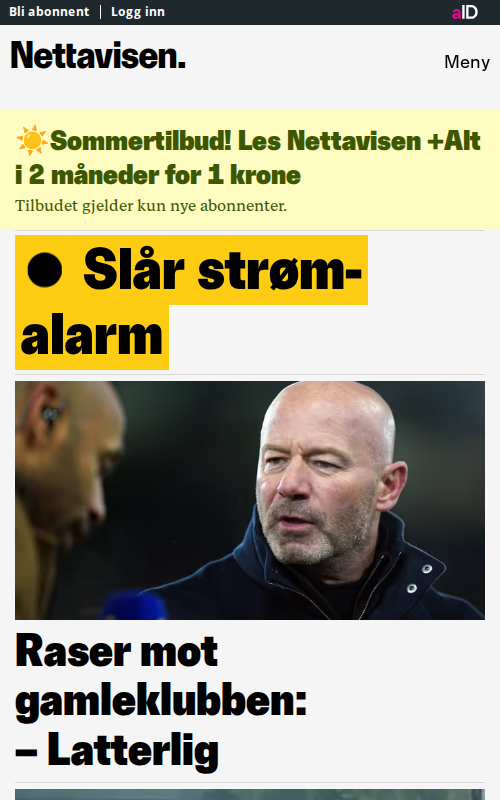 Bli abonnent | Logg inn
aID
Nettavisen.
Meny
☀️Sommertilbud! Les Nettavisen +Alt
i 2 måneder for 1 krone
Tilbudet gjelder kun nye abonnenter.
● Slår strøm-
alarm
Raser mot
gamleklubben:
– Latterlig